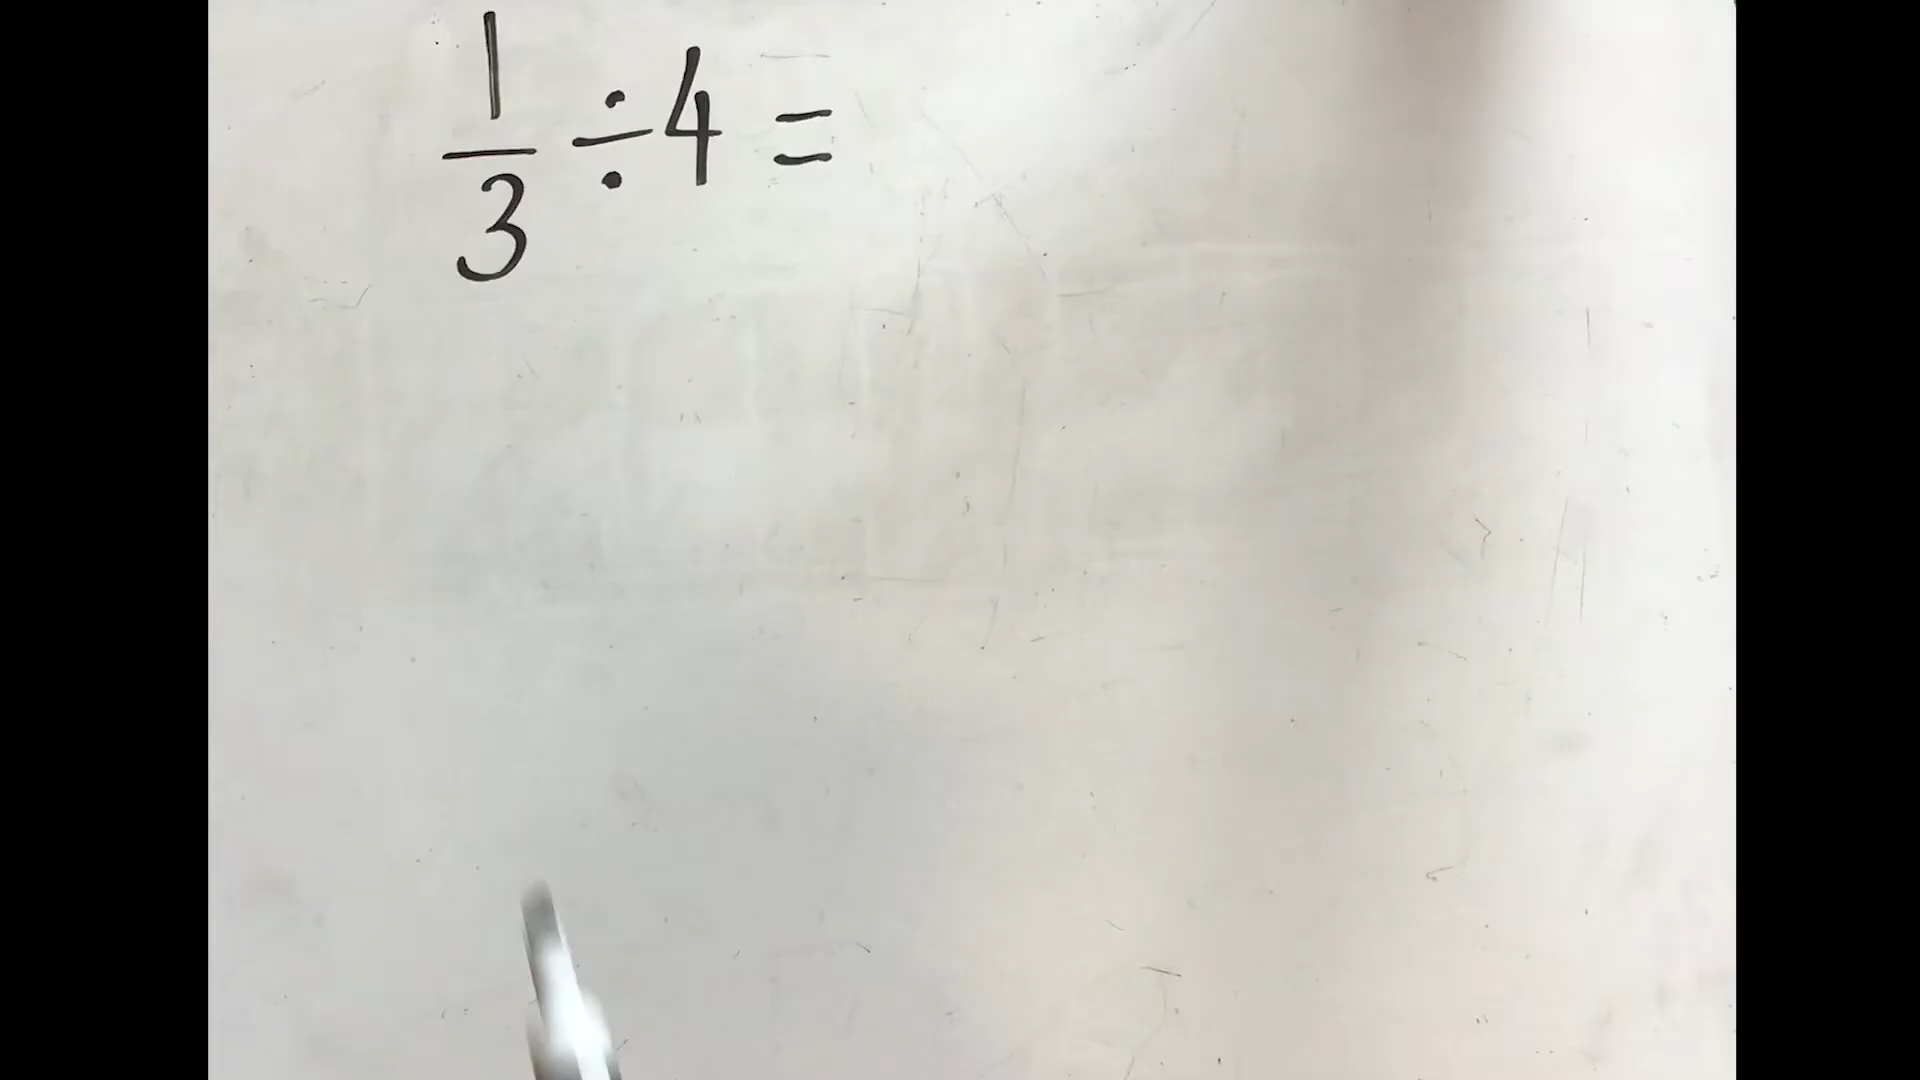 1/3 ÷ 4 =